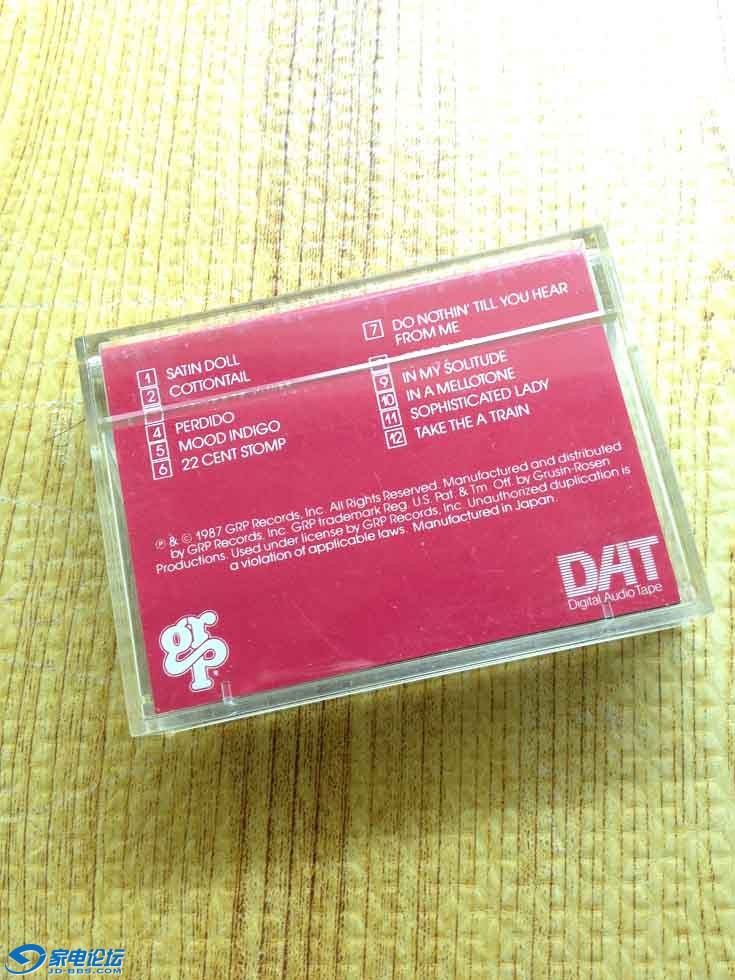 1 SATIN DOLL
2 COTTONTAIL
4 PERDIDO
5 MOOD INDIGO
6 22 CENT STOMP
7 DO NOTHIN' TILL YOU HEAR
FROM ME
9 IN MY SOLITUDE
10 IN A MELLOTONE
11 SOPHISTICATED LADY
12 TAKE THE A TRAIN
℗ & © 1987 GRP Records, Inc. All Rights Reserved. Manufactured and distributed
by GRP Records, Inc. GRP trademark Reg. U.S. Pat. & Tm. Off. by Grusin-Rosen
Productions. Used under license by GRP Records, Inc. Unauthorized duplication is
a violation of applicable laws. Manufactured in Japan.
DAT
Digital Audio Tape
grp
家电论坛
JD-BBS.COM